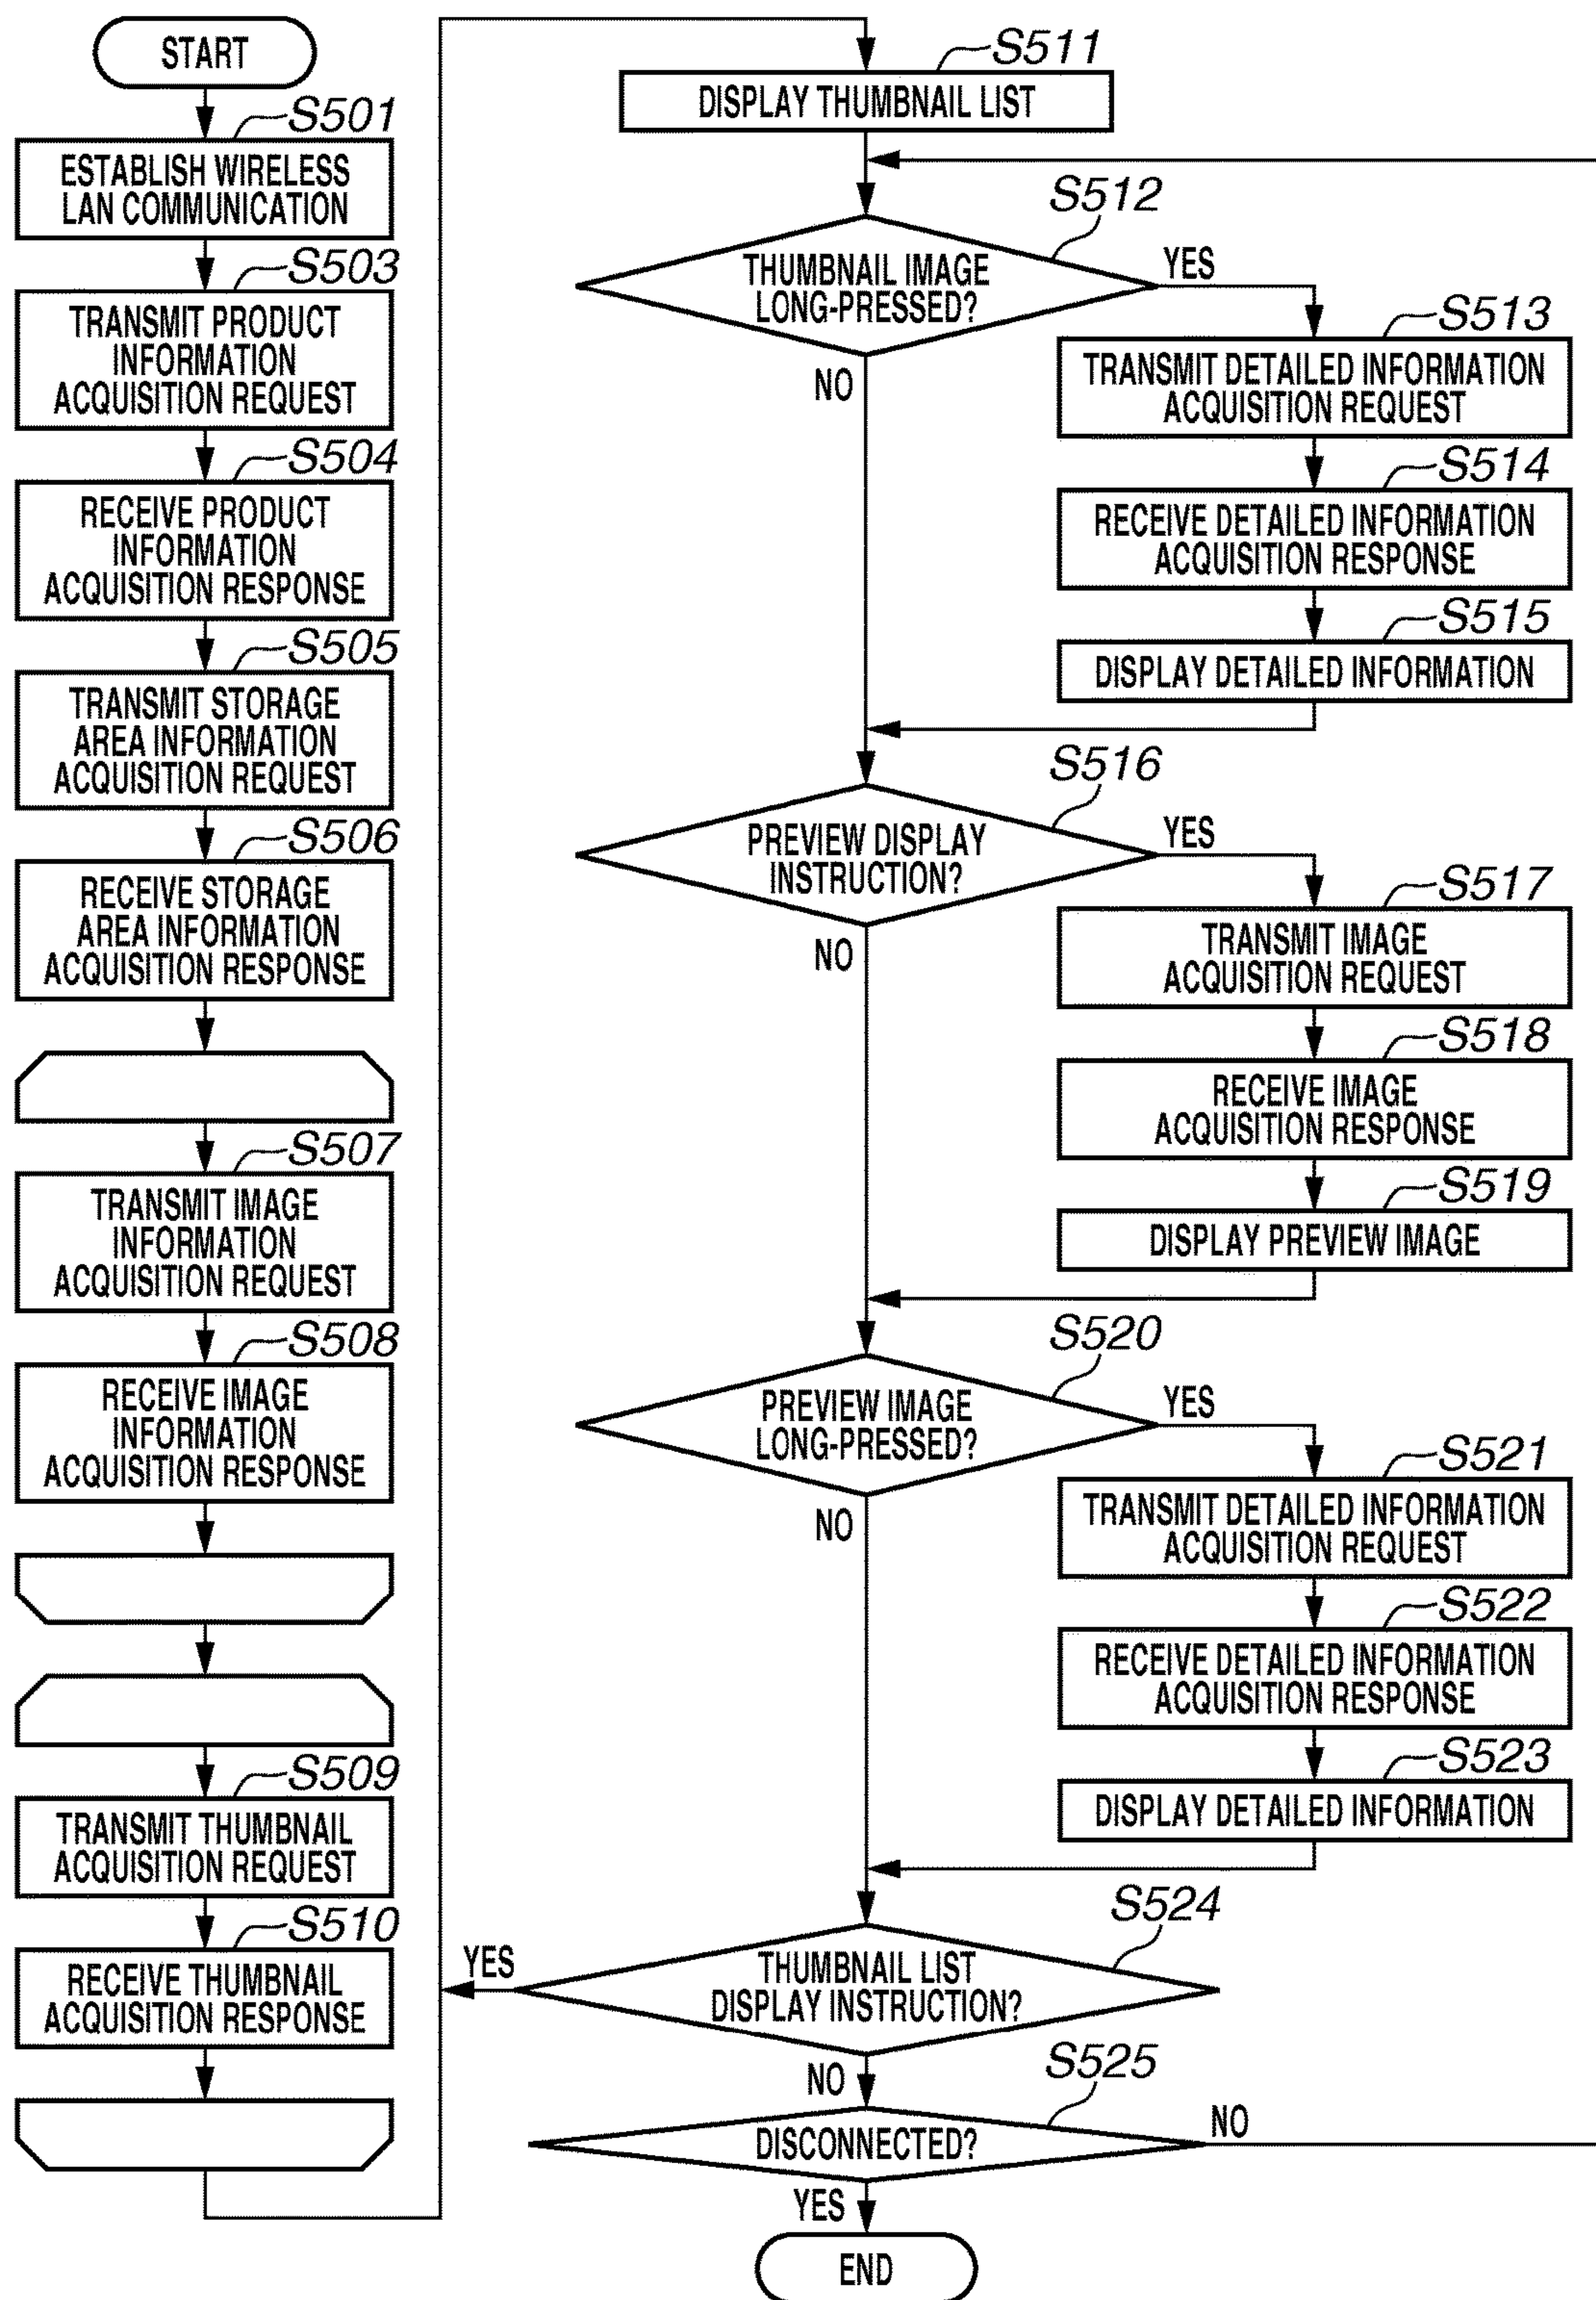 START
S501
ESTABLISH WIRELESS
LAN COMMUNICATION
S503
TRANSMIT PRODUCT
INFORMATION
ACQUISITION REQUEST
S504
RECEIVE PRODUCT
INFORMATION
ACQUISITION RESPONSE
S505
TRANSMIT STORAGE
AREA INFORMATION
ACQUISITION REQUEST
S506
RECEIVE STORAGE
AREA INFORMATION
ACQUISITION RESPONSE
S507
TRANSMIT IMAGE
INFORMATION
ACQUISITION REQUEST
S508
RECEIVE IMAGE
INFORMATION
ACQUISITION RESPONSE
S509
TRANSMIT THUMBNAIL
ACQUISITION REQUEST
S510
RECEIVE THUMBNAIL
ACQUISITION RESPONSE
S511
DISPLAY THUMBNAIL LIST
S512
THUMBNAIL IMAGE
LONG-PRESSED?
YES
NO
S513
TRANSMIT DETAILED INFORMATION
ACQUISITION REQUEST
S514
RECEIVE DETAILED INFORMATION
ACQUISITION RESPONSE
S515
DISPLAY DETAILED INFORMATION
S516
PREVIEW DISPLAY
INSTRUCTION?
YES
NO
S517
TRANSMIT IMAGE
ACQUISITION REQUEST
S518
RECEIVE IMAGE
ACQUISITION RESPONSE
S519
DISPLAY PREVIEW IMAGE
S520
PREVIEW IMAGE
LONG-PRESSED?
YES
NO
S521
TRANSMIT DETAILED INFORMATION
ACQUISITION REQUEST
S522
RECEIVE DETAILED INFORMATION
ACQUISITION RESPONSE
S523
DISPLAY DETAILED INFORMATION
S524
THUMBNAIL LIST
DISPLAY INSTRUCTION?
YES
NO
S525
DISCONNECTED?
NO
YES
END